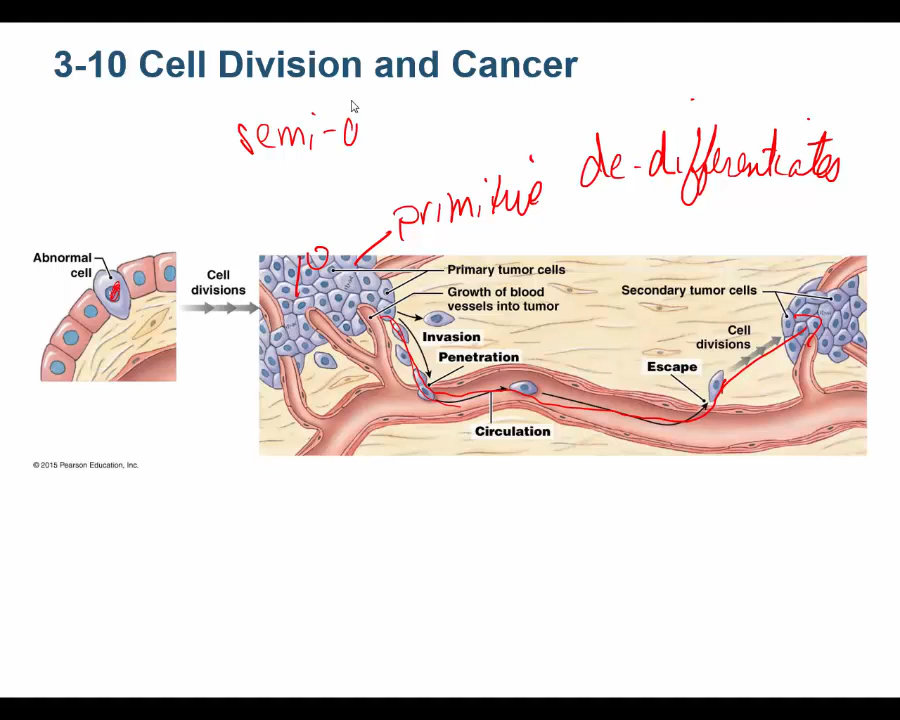 3-10 Cell Division and Cancer
semi-o
primitive
de-differentiates
Abnormal
cell
Cell
divisions
1°
Primary tumor cells
Growth of blood
vessels into tumor
Invasion
Penetration
Circulation
Secondary tumor cells
Cell
divisions
Escape
© 2015 Pearson Education, Inc.